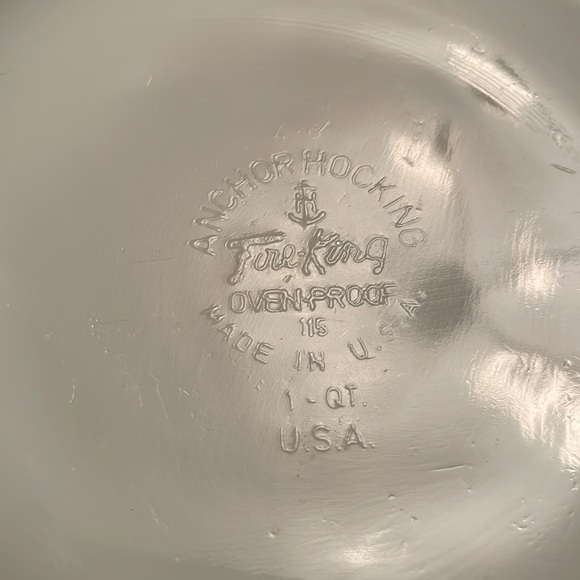 ANCHOR HOCKING
Fire-King
OVEN-PROOF
115
MADE IN U.S.A
1 - QT.
U.S.A.